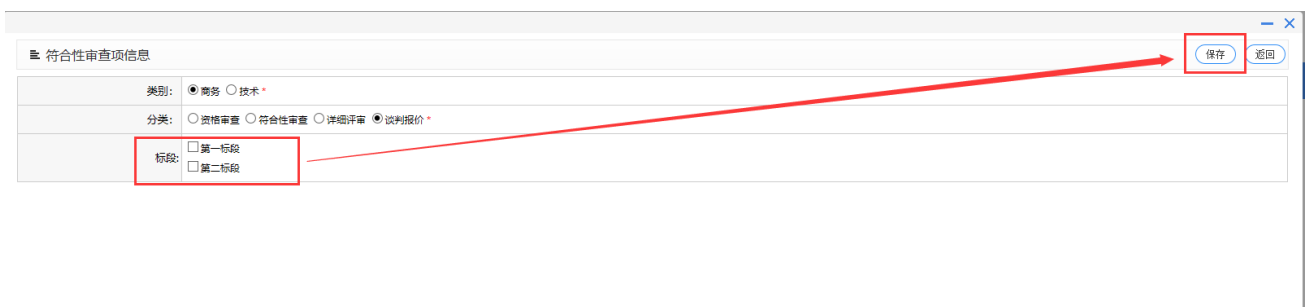 符合性审查项信息
保存 返回
类别: 商务 技术 *
分类: 资格审查 符合性审查 详细评审 谈判报价 *
标段: 第一标段
第二标段